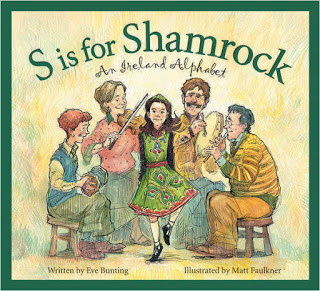 S is for Shamrock
An Ireland Alphabet
Written by Eve Bunting
Illustrated by Matt Faulkner